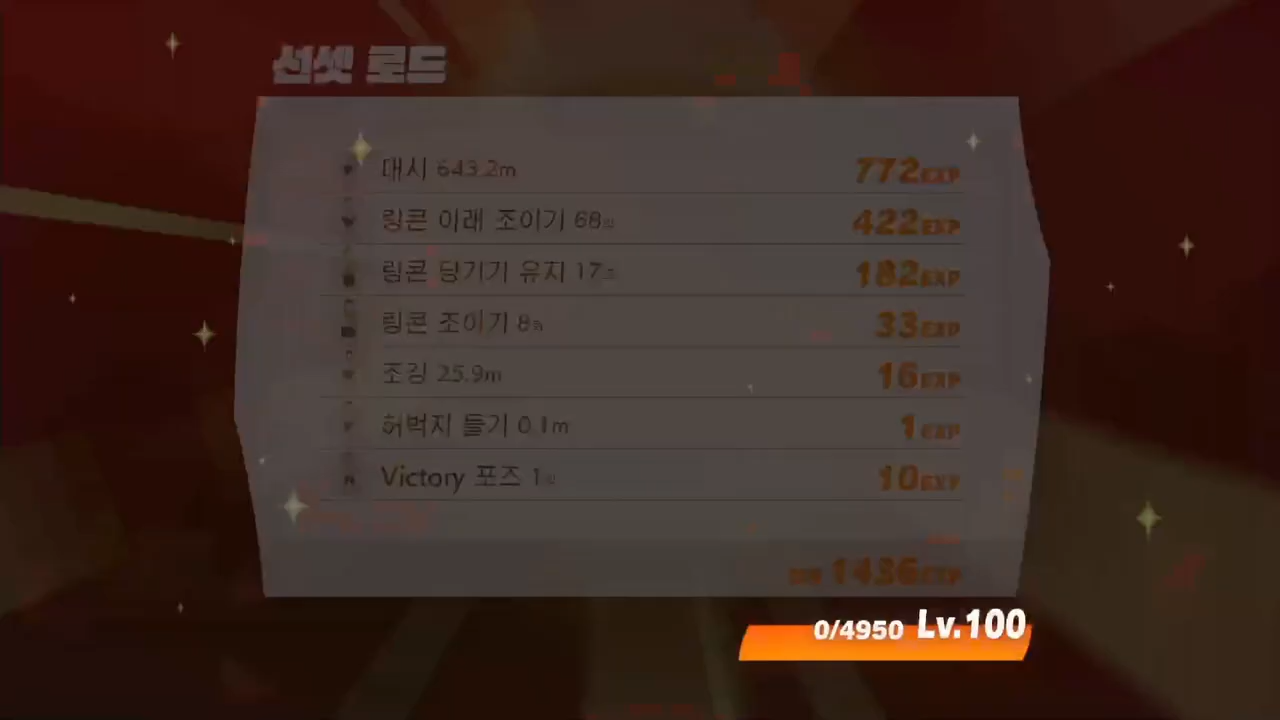 선셋 로드
대시 643.2m 772EXP
링콘 아래 조이기 68회 422EXP
링콘 당기기 유지 17초 182EXP
링콘 조이기 8회 33EXP
조깅 25.9m 16EXP
허벅지 들기 0.1m 1EXP
Victory 포즈 1회 10EXP
1436EXP
0/4950 Lv.100